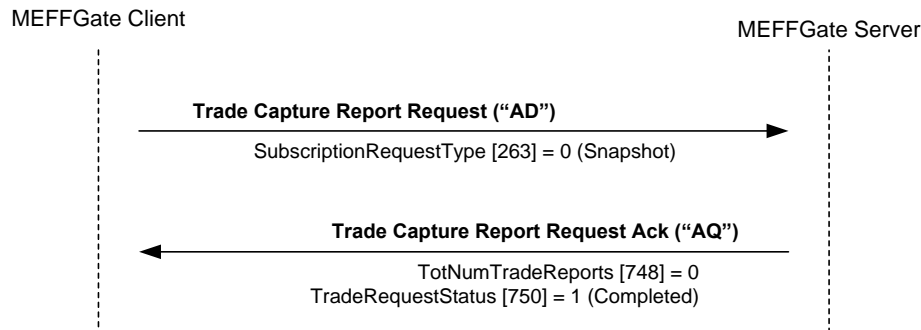 MEFFGate Client
MEFFGate Server
Trade Capture Report Request (“AD”)
SubscriptionRequestType [263] = 0 (Snapshot)
Trade Capture Report Request Ack (“AQ”)
TotNumTradeReports [748] = 0
TradeRequestStatus [750] = 1 (Completed)